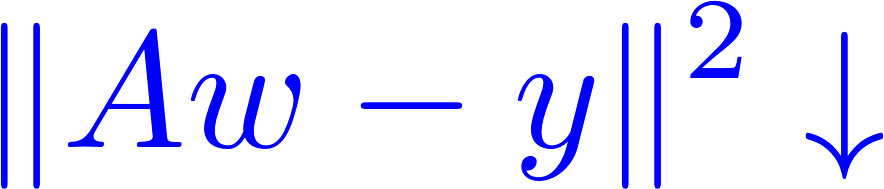 ‖Aw − y‖² ↓